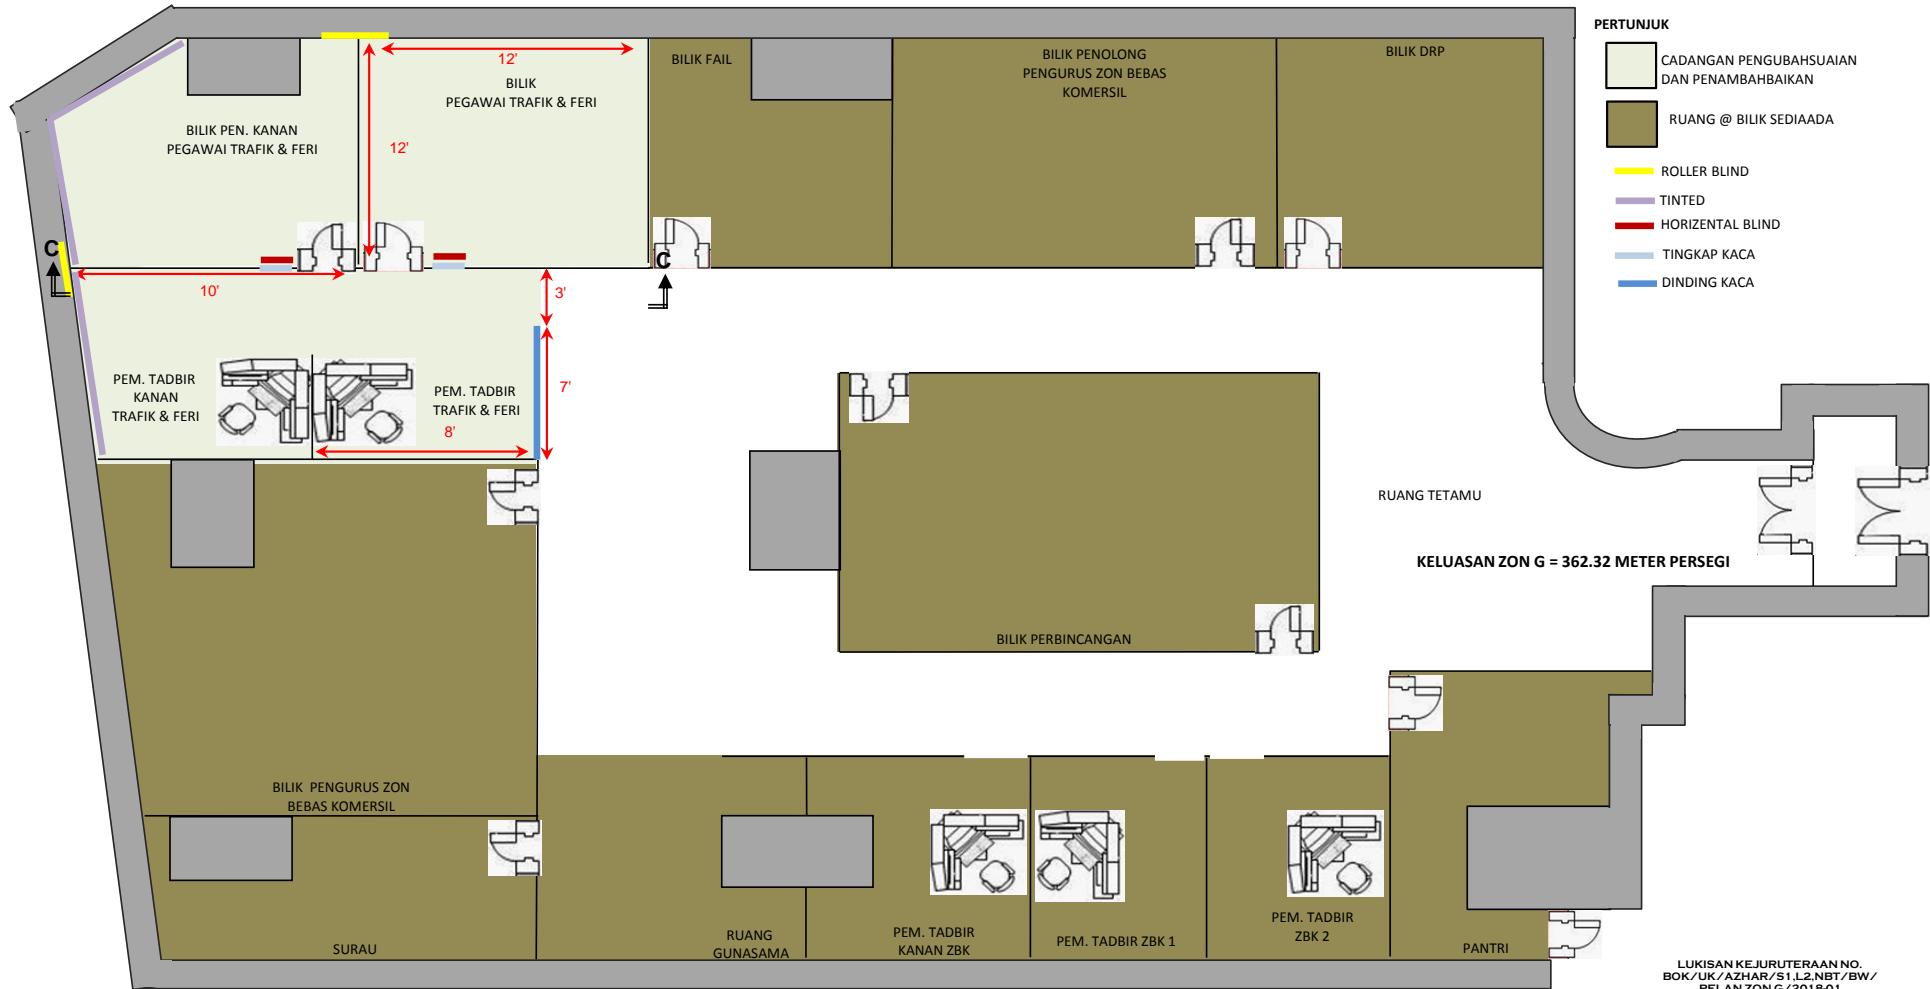 12'
BILIK
PEGAWAI TRAFIK & FERI
12'
BILIK PEN. KANAN
PEGAWAI TRAFIK & FERI
BILIK FAIL
BILIK PENOLONG
PENGURUS ZON BEBAS
KOMERSIL
BILIK DRP
PERTUNJUK
CADANGAN PENGUBAHSUAIAN
DAN PENAMBAHBAIKAN
RUANG @ BILIK SEDIAADA
ROLLER BLIND
TINTED
HORIZENTAL BLIND
TINGKAP KACA
DINDING KACA
C
C
10'
3'
7'
PEM. TADBIR
KANAN
TRAFIK & FERI
PEM. TADBIR
TRAFIK & FERI
8'
RUANG TETAMU
KELUASAN ZON G = 362.32 METER PERSEGI
BILIK PERBINCANGAN
BILIK PENGURUS ZON
BEBAS KOMERSIL
SURAU
RUANG
GUNASAMA
PEM. TADBIR
KANAN ZBK
PEM. TADBIR ZBK 1
PEM. TADBIR
ZBK 2
PANTRI
LUKISAN KEJURUTERAAN NO.
BOK/UK/AZHAR/S1,L2,NBT/BW/
PELAN ZON G/2018-01